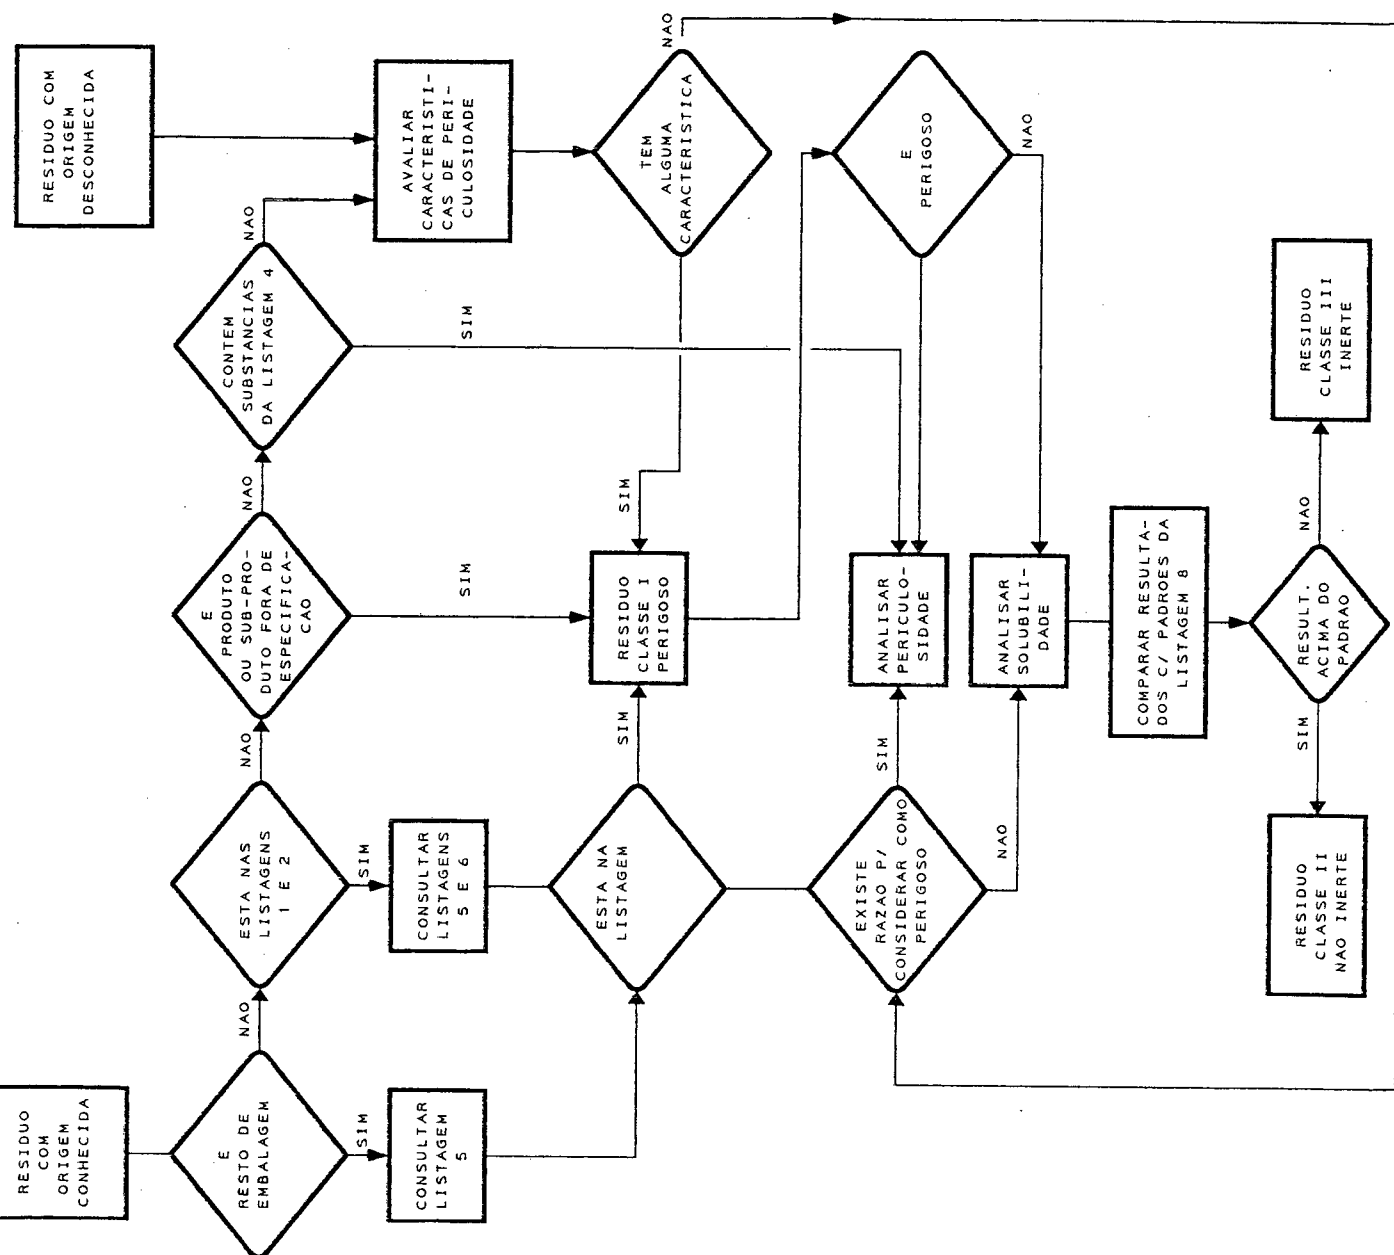 RESIDUO
COM
ORIGEM
CONHECIDA
E
RESTO DE
EMBALAGEM
NAO
SIM
CONSULTAR
LISTAGEM
5
ESTA NAS
LISTAGENS
1 E 2
NAO
SIM
CONSULTAR
LISTAGENS
5 E 6
E
PRODUTO
OU SUB-PRO-
DUTO FORA DE
ESPECIFICA-
CAO
NAO
SIM
CONTEM
SUBSTANCIAS
DA LISTAGEM 4
NAO
SIM
RESIDUO COM
ORIGEM
DESCONHECIDA
AVALIAR
CARACTERISTI-
CAS DE PERI-
CULOSIDADE
TEM
ALGUMA
CARACTERISTICA
NAO
SIM
ESTA NA
LISTAGEM
SIM
RESIDUO
CLASSE I
PERIGOSO
E
PERIGOSO
NAO
EXISTE
RAZAO P/
CONSIDERAR COMO
PERIGOSO
SIM
NAO
ANALISAR
PERICULO-
SIDADE
ANALISAR
SOLUBILI-
DADE
COMPARAR RESULTA-
DOS C/ PADROES DA
LISTAGEM 8
RESULT.
ACIMA DO
PADRAO
SIM
NAO
RESIDUO
CLASSE II
NAO INERTE
RESIDUO
CLASSE III
INERTE